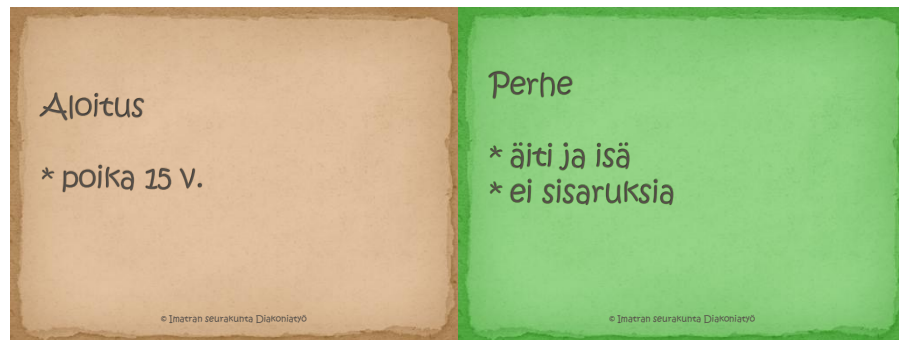 Aloitus
* poika 15 v.
© Imatran seurakunta Diakoniatyö
Perhe
* äiti ja isä
* ei sisaruksia
© Imatran seurakunta Diakoniatyö